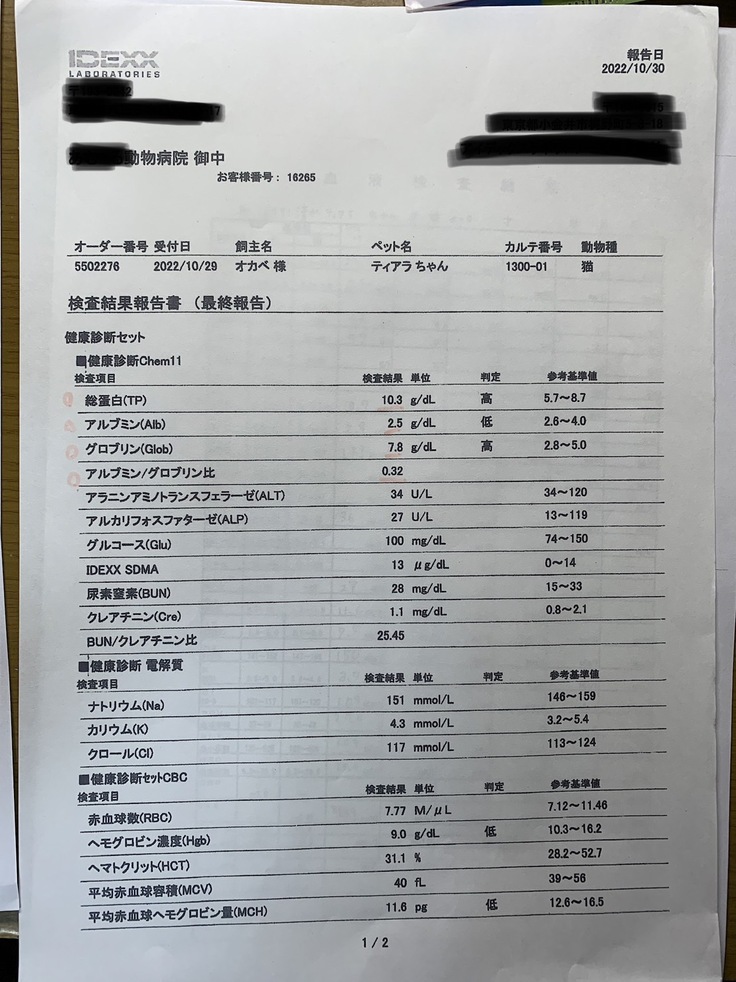 IDEXX
LABORATORIES
報告日
2022/10/30
動物病院 御中
お客様番号： 16265
オーダー番号 受付日 飼主名 ペット名 カルテ番号 動物種
5502276 2022/10/29 オカベ 様 ティアラ ちゃん 1300-01 猫
検査結果報告書 （最終報告）
健康診断セット
■健康診断Chem11
検査項目 検査結果 単位 判定 参考基準値
総蛋白(TP) 10.3 g/dL 高 5.7～8.7
アルブミン(Alb) 2.5 g/dL 低 2.6～4.0
グロブリン(Glob) 7.8 g/dL 高 2.8～5.0
アルブミン/グロブリン比 0.32
アラニンアミノトランスフェラーゼ(ALT) 34 U/L 34～120
アルカリフォスファターゼ(ALP) 27 U/L 13～119
グルコース(Glu) 100 mg/dL 74～150
IDEXX SDMA 13 μg/dL 0～14
尿素窒素(BUN) 28 mg/dL 15～33
クレアチニン(Cre) 1.1 mg/dL 0.8～2.1
BUN/クレアチニン比 25.45
■健康診断 電解質
検査項目 検査結果 単位 判定 参考基準値
ナトリウム(Na) 151 mmol/L 146～159
カリウム(K) 4.3 mmol/L 3.2～5.4
クロール(Cl) 117 mmol/L 113～124
■健康診断セットCBC
検査項目 検査結果 単位 判定 参考基準値
赤血球数(RBC) 7.77 M/μL 7.12～11.46
ヘモグロビン濃度(Hgb) 9.0 g/dL 低 10.3～16.2
ヘマトクリット(HCT) 31.1 % 28.2～52.7
平均赤血球容積(MCV) 40 fL 39～56
平均赤血球ヘモグロビン量(MCH) 11.6 pg 低 12.6～16.5
1 / 2